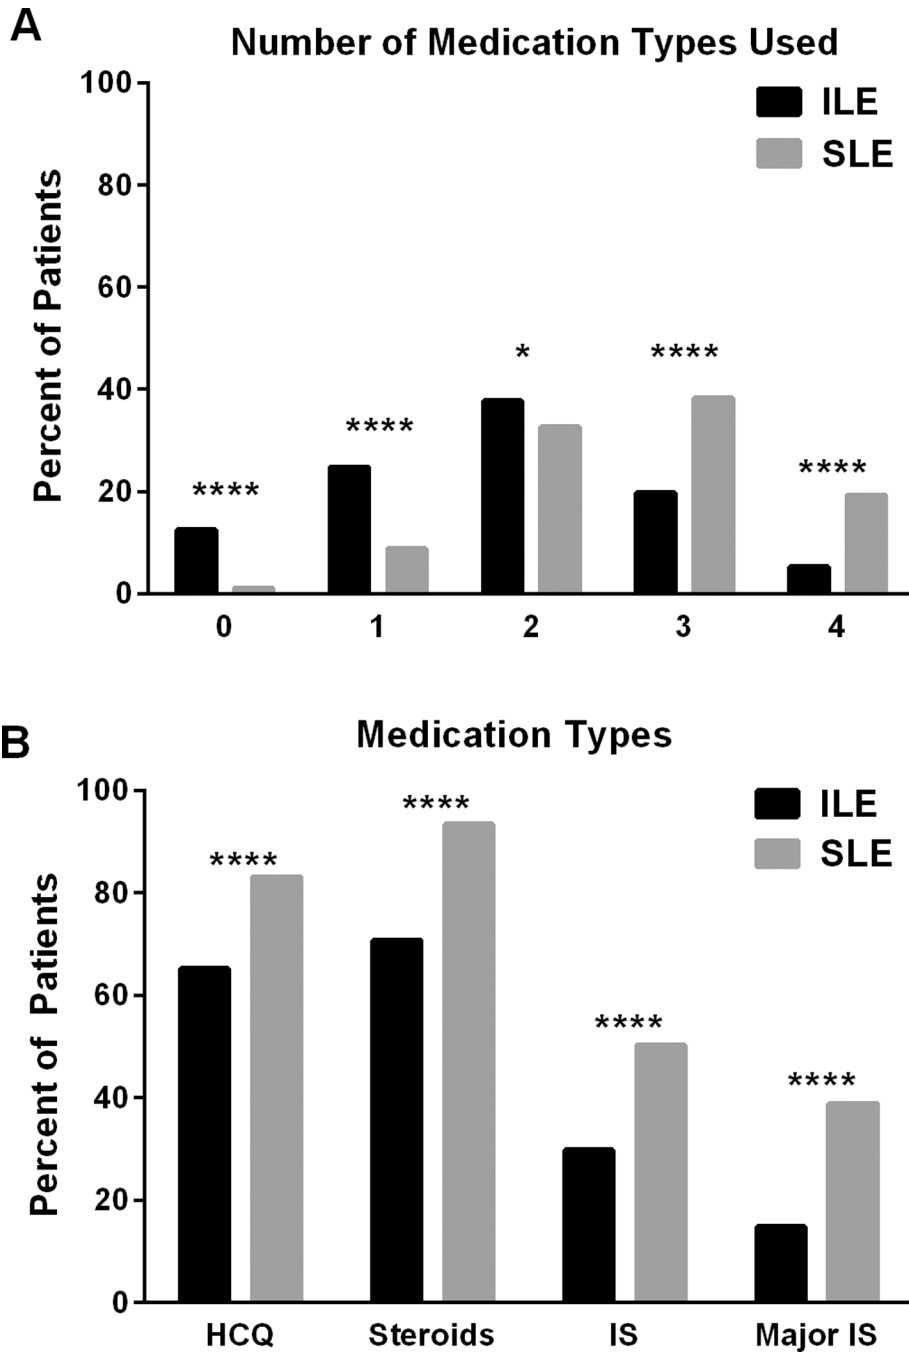 A
Number of Medication Types Used
100
ILE
SLE
80
60
40
20
0
Percent of Patients
****
****
*
****
****
0 1 2 3 4
B
Medication Types
100
ILE
SLE
80
60
40
20
0
Percent of Patients
****
****
****
****
HCQ Steroids IS Major IS